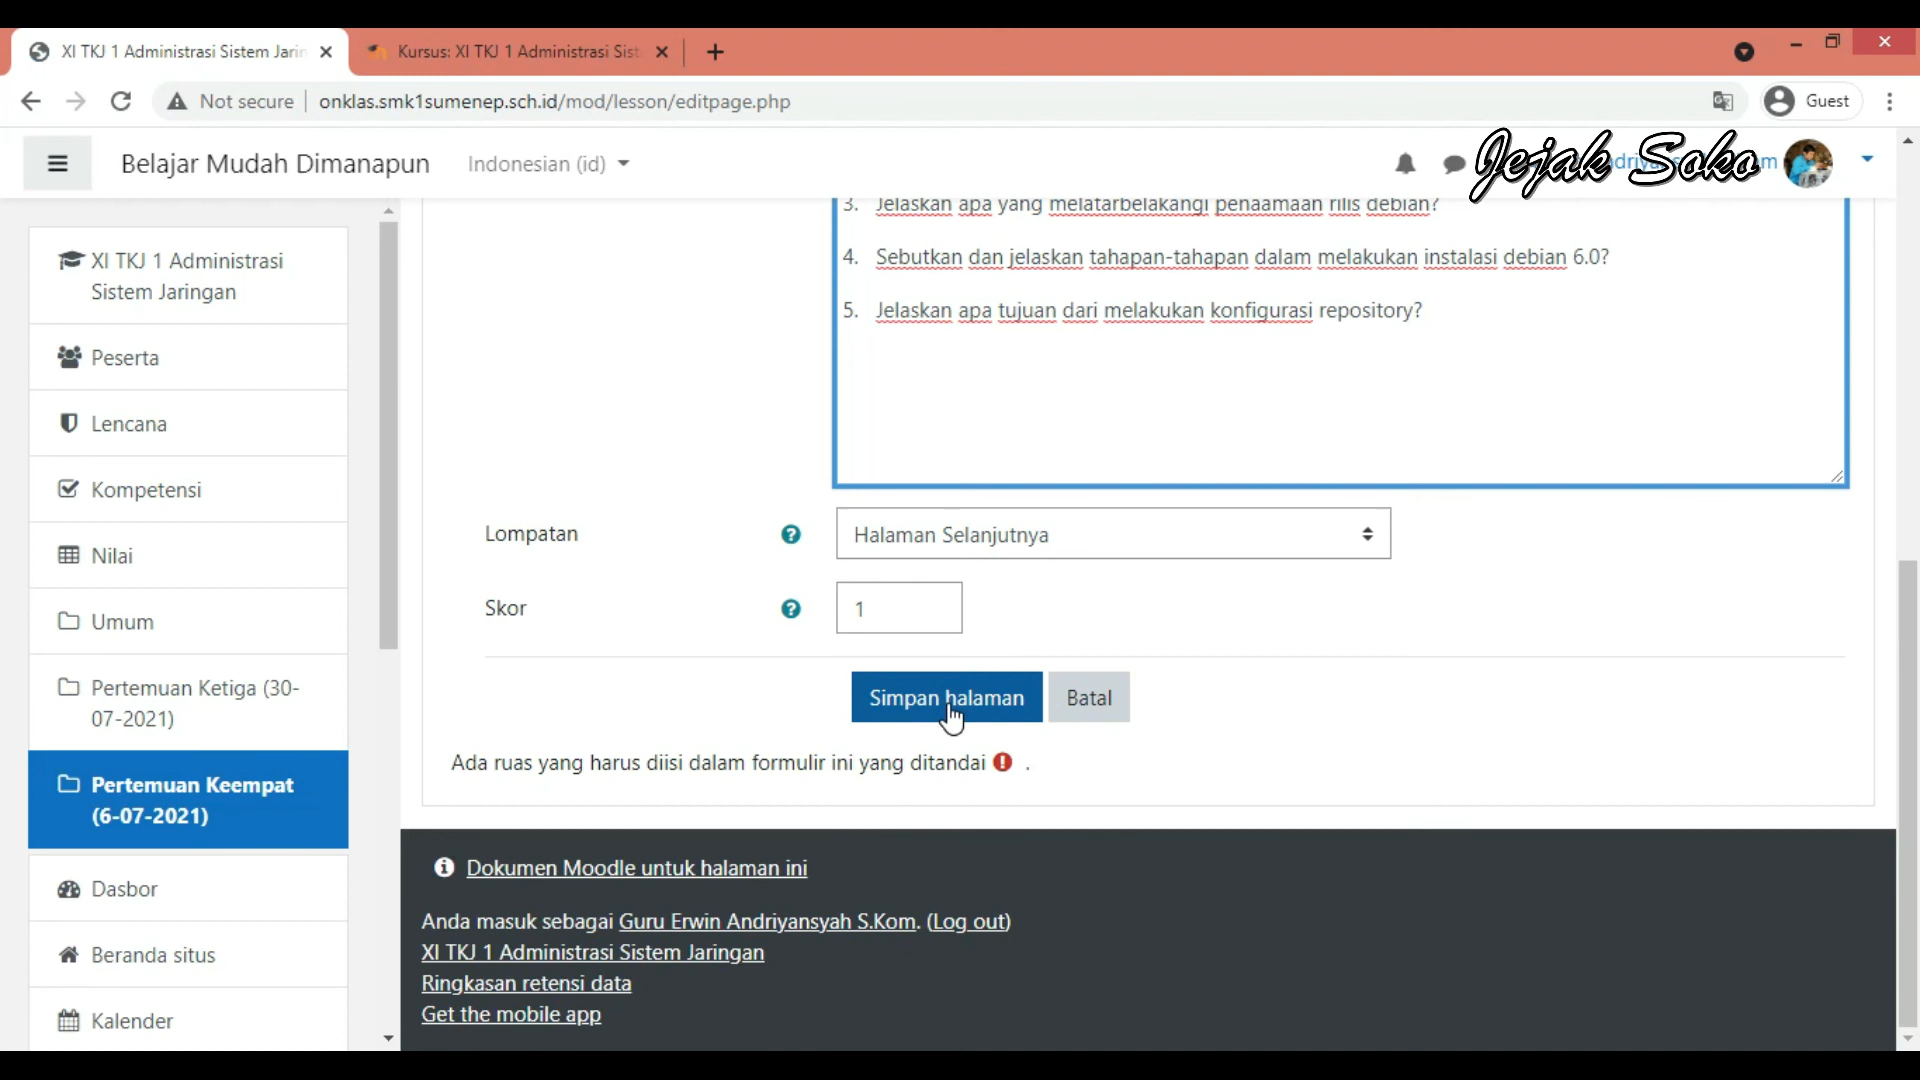 XI TKJ 1 Administrasi Sistem Jarin
Kursus: XI TKJ 1 Administrasi Sist
Not secure
onklas.smk1sumenep.sch.id/mod/lesson/editpage.php
Guest
Belajar Mudah Dimanapun
Indonesian (id)
Jejak Soko
XI TKJ 1 Administrasi
Sistem Jaringan
Peserta
Lencana
Kompetensi
Nilai
Umum
Pertemuan Ketiga (30-
07-2021)
Pertemuan Keempat
(6-07-2021)
Dasbor
Beranda situs
Kalender
3. Jelaskan apa yang melatarbelakangi penaamaan rilis debian?
4. Sebutkan dan jelaskan tahapan-tahapan dalam melakukan instalasi debian 6.0?
5. Jelaskan apa tujuan dari melakukan konfigurasi repository?
Lompatan
Halaman Selanjutnya
Skor
1
Simpan halaman
Batal
Ada ruas yang harus diisi dalam formulir ini yang ditandai .
Dokumen Moodle untuk halaman ini
Anda masuk sebagai Guru Erwin Andriyansyah S.Kom. (Log out)
XI TKJ 1 Administrasi Sistem Jaringan
Ringkasan retensi data
Get the mobile app